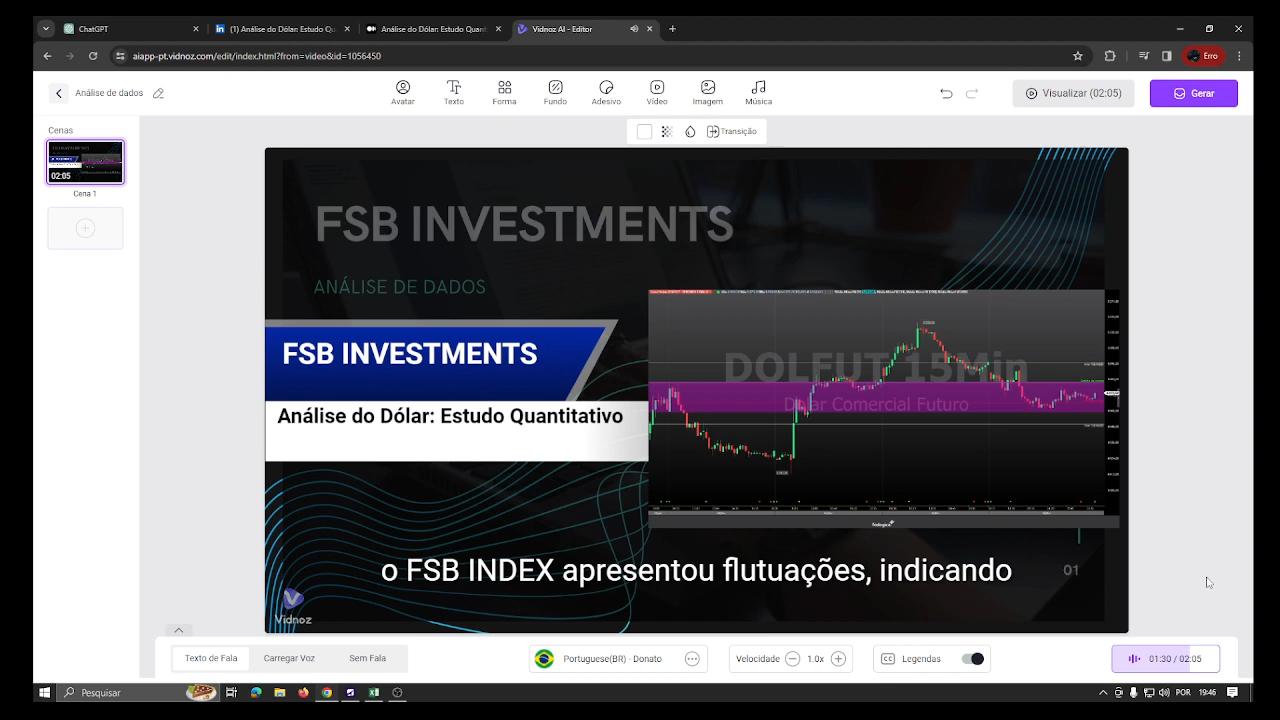 ChatGPT
(1) Análise do Dólar: Estudo Qu
Análise do Dólar: Estudo Quant
Vidnoz AI - Editor
aiapp-pt.vidnoz.com/edit/index.html?from=video&id=1056450
Erro
Análise de dados
Avatar
Texto
Forma
Fundo
Adesivo
Vídeo
Imagem
Música
Visualizar (02:05)
Gerar
Cenas
Transição
02:05
Cena 1
FSB INVESTMENTS
ANÁLISE DE DADOS
FSB INVESTMENTS
Análise do Dólar: Estudo Quantitativo
DOLFUT 15Min
Dólar Comercial Futuro
o FSB INDEX apresentou flutuações, indicando
01
Vidnoz
Texto de Fala
Carregar Voz
Sem Fala
Portuguese(BR) - Donato
Velocidade
1.0x
CC
Legendas
01:30 / 02:05
Pesquisar
POR
19:46